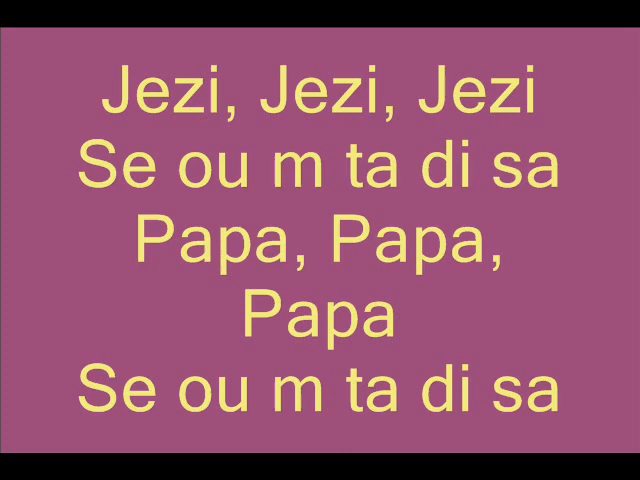 Jezi, Jezi, Jezi
Se ou m ta di sa
Papa, Papa,
Papa
Se ou m ta di sa